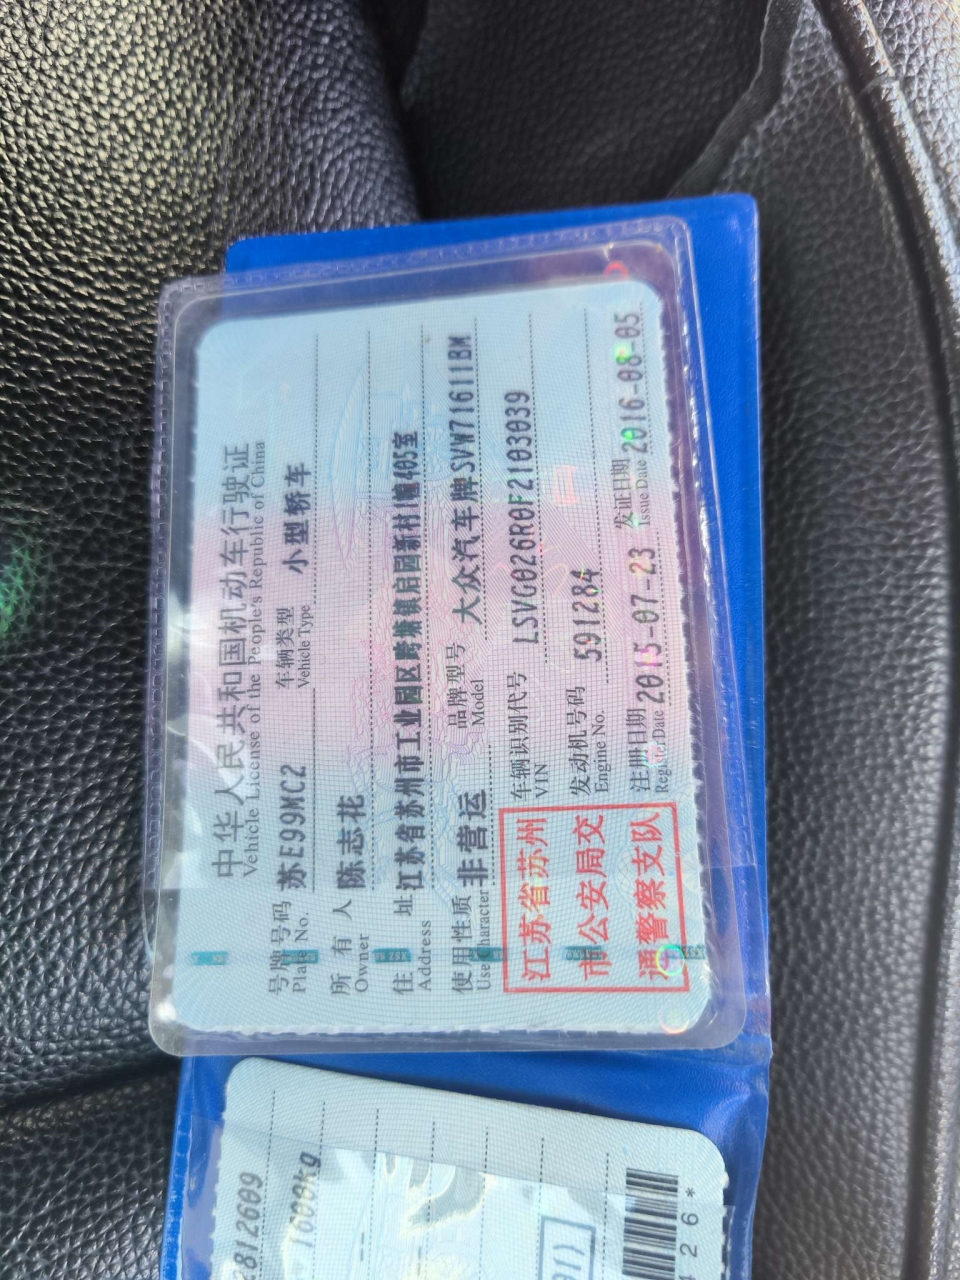 中华人民共和国机动车行驶证
Vehicle License of the People's Republic of China
号牌号码 苏E99MC2 车辆类型 小型轿车
Plate No. Vehicle Type
所有人 陈志花
Owner
住址 江苏省苏州市工业园区跨塘镇启园新村1幢405室
Address
使用性质 非营运 品牌型号 大众汽车牌SVW71611BM
Use Character Model
江苏省苏州
市公安局交
通警察支队
车辆识别代号 LSVG026R0F2103039
VIN
发动机号码 591284
Engine No.
注册日期 2015-07-23 发证日期 2016-08-05
Register Date Issue Date
2812609
1600kg
426*